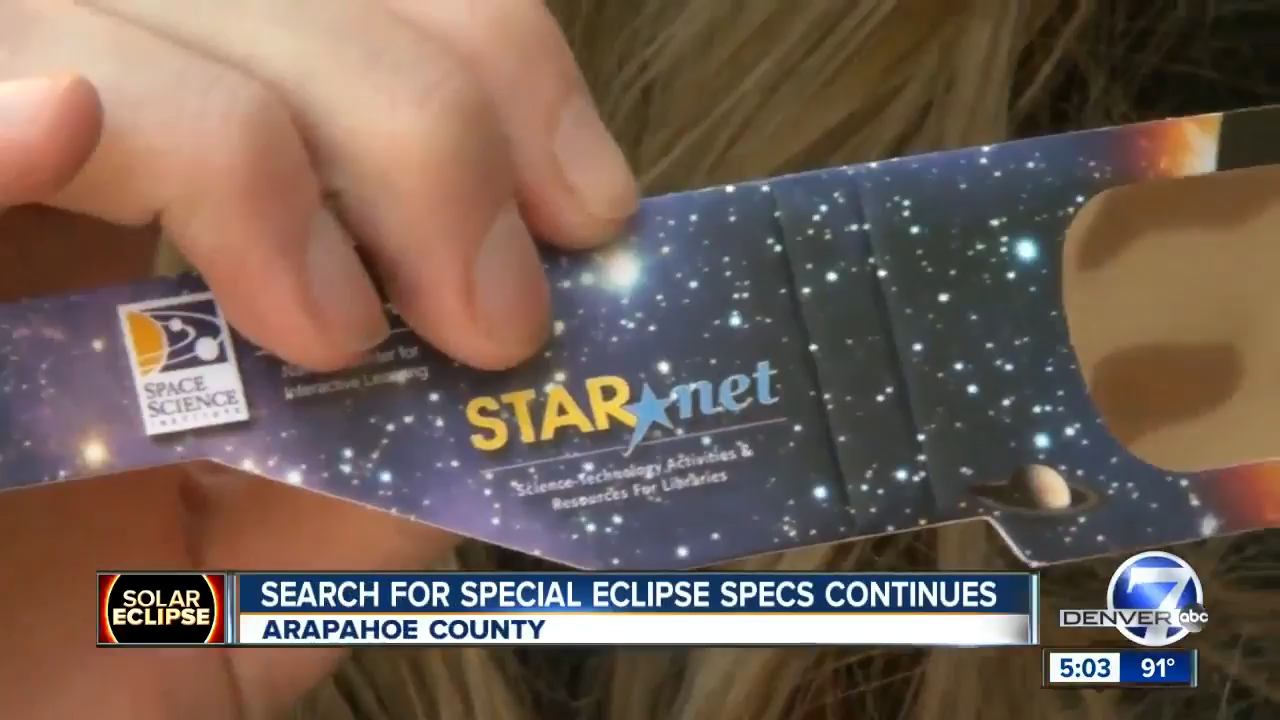 SPACE
SCIENCE
INSTITUTE
Interactive Learning
STAR net
Science-Technology Activities &
Resources For Libraries
SOLAR
ECLIPSE
SEARCH FOR SPECIAL ECLIPSE SPECS CONTINUES
ARAPAHOE COUNTY
DENVER 7 abc
5:03 91°